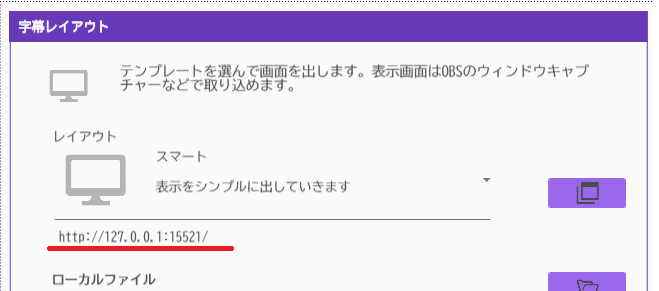 字幕レイアウト
テンプレートを選んで画面を出します。表示画面はOBSのウィンドウキャプ
チャーなどで取り込めます。
レイアウト
スマート
表示をシンプルに出していきます
http://127.0.0.1:15521/
ローカルファイル